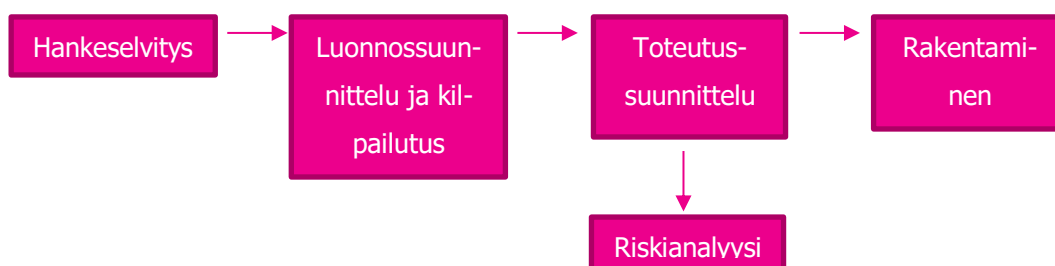 Hankeselvitys
Luonnossuun-
nittelu ja kil-
pailutus
Toteutus-
suunnittelu
Rakentami-
nen
Riskianalyysi